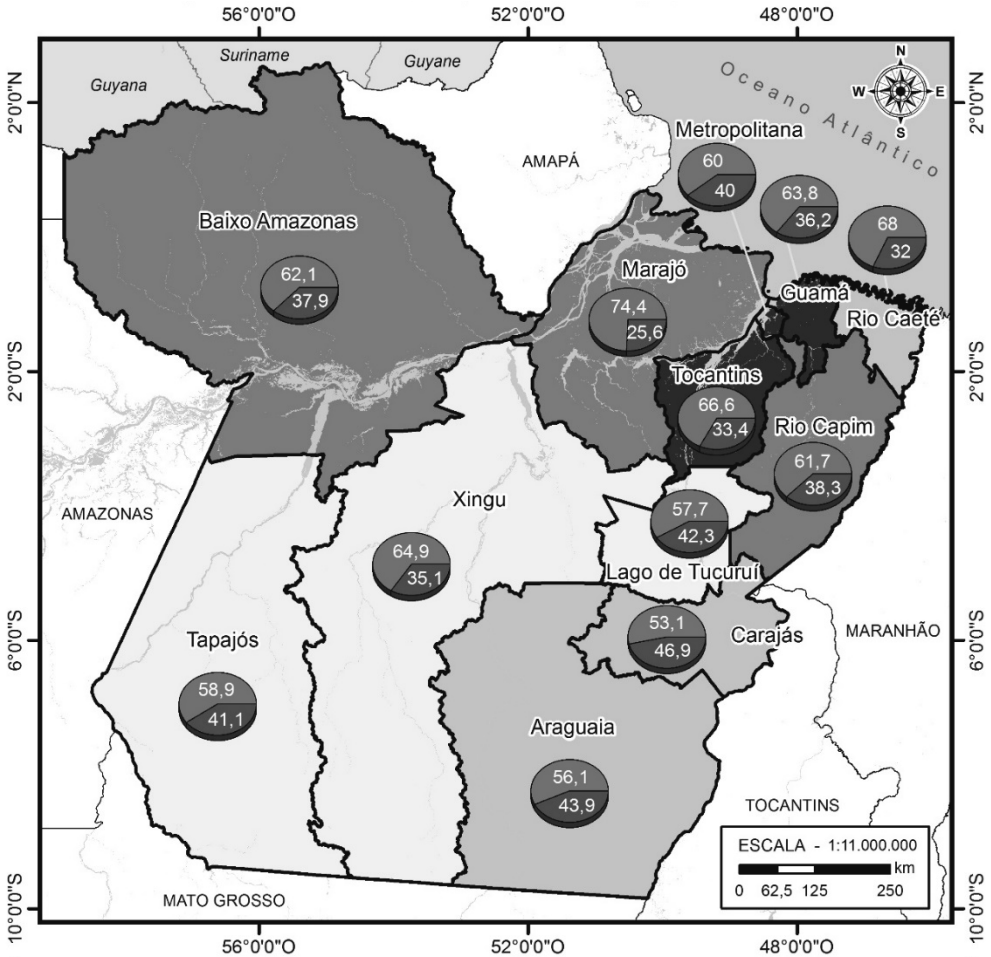 56°0'0"O 52°0'0"O 48°0'0"O
2°0'0"N
2°0'0"S
6°0'0"S
10°0'0"S
Guyana
Suriname
Guyane
Oceano Atlântico
N
W
E
S
AMAPÁ
Metropolitana
60
40
63,8
36,2
68
32
Baixo Amazonas
62,1
37,9
Marajó
74,4
25,6
Guamá
Rio Caeté
Tocantins
66,6
33,4
Rio Capim
61,7
38,3
AMAZONAS
Xingu
64,9
35,1
57,7
42,3
Lago de Tucuruí
53,1
46,9
Carajás
MARANHÃO
Tapajós
58,9
41,1
Araguaia
56,1
43,9
TOCANTINS
MATO GROSSO
ESCALA - 1:11.000.000
km
0 62,5 125 250
2°0'0"N
2°0'0"S
6°0'0"S
10°0'0"S
56°0'0"O 52°0'0"O 48°0'0"O